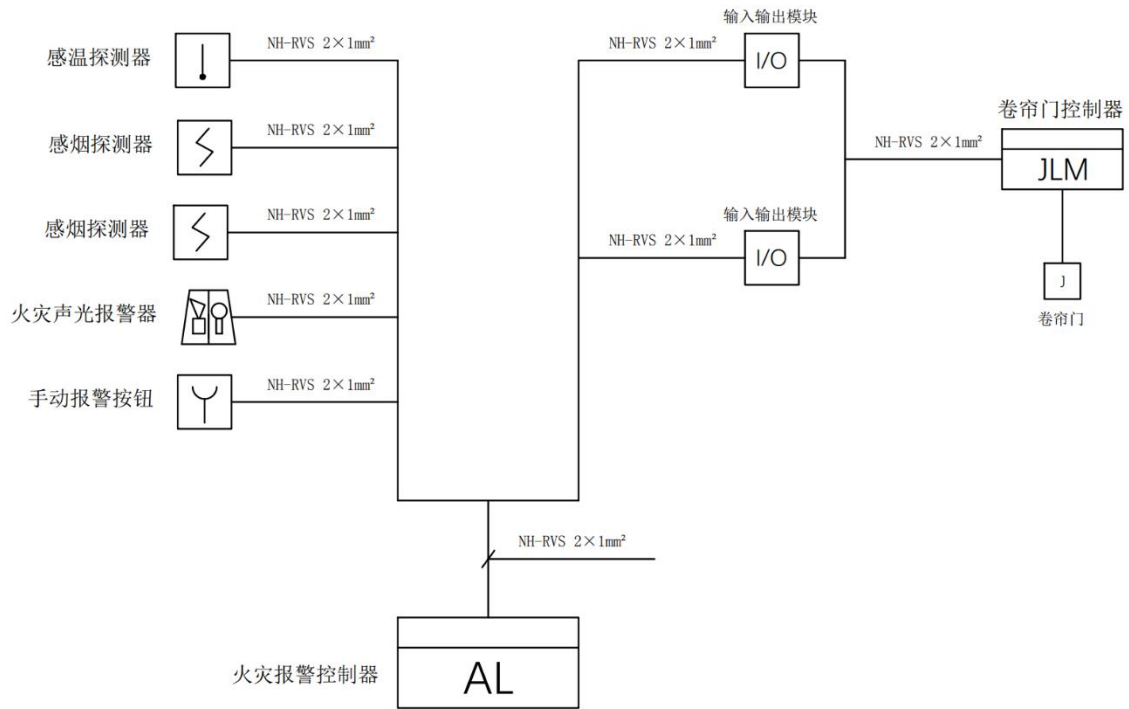 感温探测器
NH-RVS 2×1mm²
感烟探测器
NH-RVS 2×1mm²
感烟探测器
NH-RVS 2×1mm²
火灾声光报警器
NH-RVS 2×1mm²
手动报警按钮
NH-RVS 2×1mm²
输入输出模块
NH-RVS 2×1mm²
I/O
输入输出模块
NH-RVS 2×1mm²
I/O
卷帘门控制器
NH-RVS 2×1mm²
JLM
J
卷帘门
NH-RVS 2×1mm²
火灾报警控制器
AL